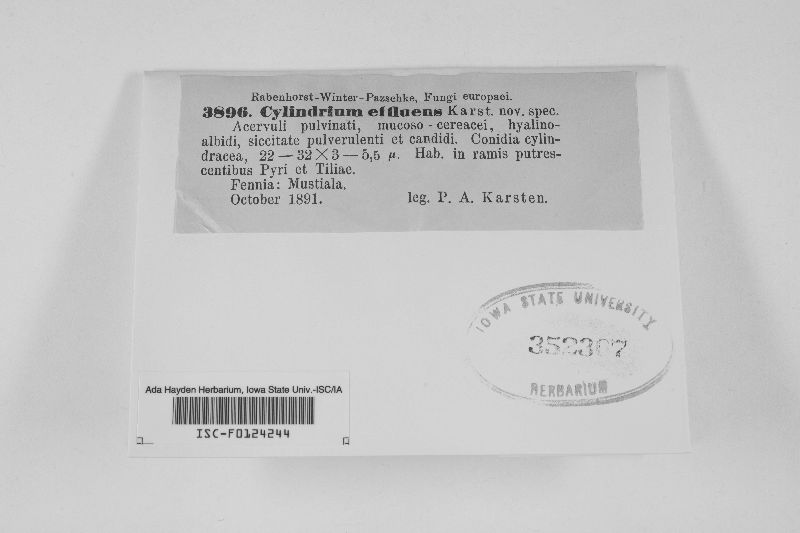 Rabenhorst-Winter-Pazschke, Fungi europaei.
3896. Cylindrium effluens Karst. nov. spec.
Acervuli pulvinati, mucoso-cereacei, hyalino-
albidi, siccitate pulverulenti et candidi. Conidia cylin-
dracea, 22—32×3—5,5 µ. Hab. in ramis putres-
centibus Pyri et Tiliae.
Fennia: Mustiala.
October 1891. leg. P. A. Karsten.
IOWA STATE UNIVERSITY
352307
HERBARIUM
Ada Hayden Herbarium, Iowa State Univ.-ISC/IA
ISC-F0124244